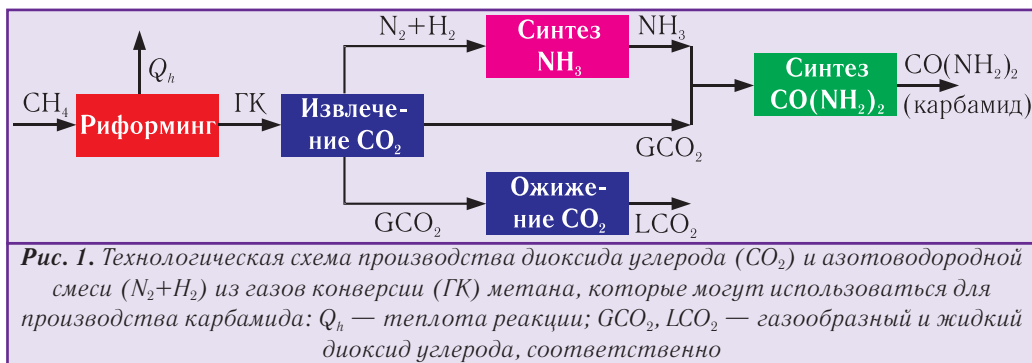 N₂+H₂
Синтез
NH₃
NH₃
Qₕ
CH₄
Риформинг
ГК
Извлече-
ние CO₂
GCO₂
Синтез
CO(NH₂)₂
CO(NH₂)₂
(карбамид)
GCO₂
Ожиже-
ние CO₂
LCO₂
Рис. 1. Технологическая схема производства диоксида углерода (CO₂) и азотоводородной
смеси (N₂+H₂) из газов конверсии (ГК) метана, которые могут использоваться для
производства карбамида: Qₕ — теплота реакции; GCO₂, LCO₂ — газообразный и жидкий
диоксид углерода, соответственно